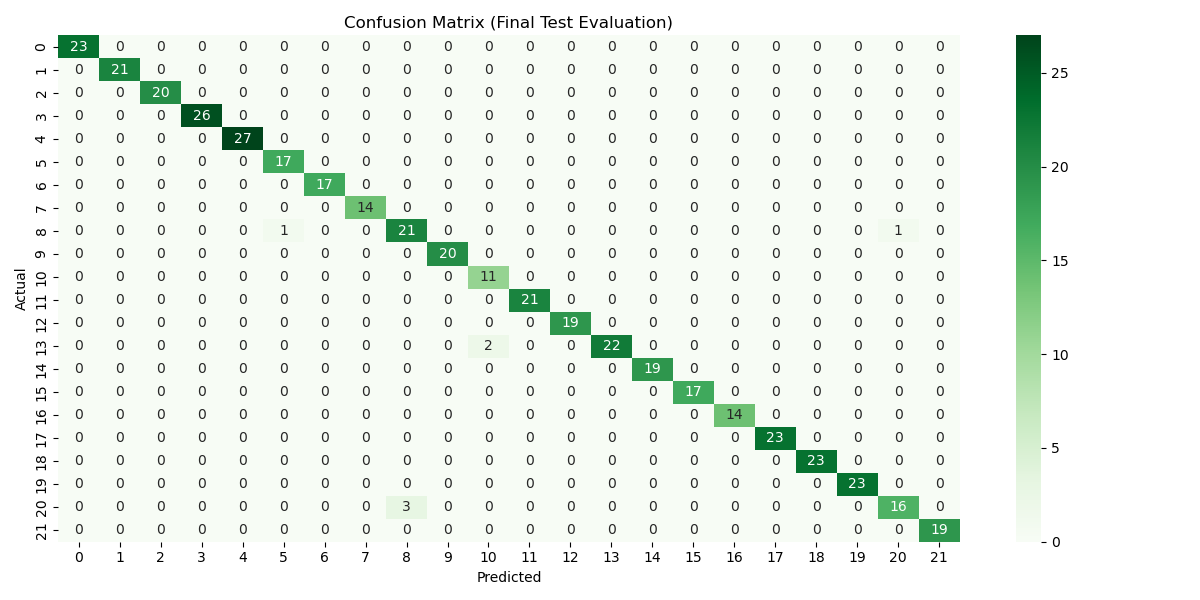 Confusion Matrix (Final Test Evaluation)
0 23 0 0 0 0 0 0 0 0 0 0 0 0 0 0 0 0 0 0 0 0 0
1 0 21 0 0 0 0 0 0 0 0 0 0 0 0 0 0 0 0 0 0 0 0
2 0 0 20 0 0 0 0 0 0 0 0 0 0 0 0 0 0 0 0 0 0 0
3 0 0 0 26 0 0 0 0 0 0 0 0 0 0 0 0 0 0 0 0 0 0
4 0 0 0 0 27 0 0 0 0 0 0 0 0 0 0 0 0 0 0 0 0 0
5 0 0 0 0 0 17 0 0 0 0 0 0 0 0 0 0 0 0 0 0 0 0
6 0 0 0 0 0 0 17 0 0 0 0 0 0 0 0 0 0 0 0 0 0 0
7 0 0 0 0 0 0 0 14 0 0 0 0 0 0 0 0 0 0 0 0 0 0
8 0 0 0 0 0 1 0 0 21 0 0 0 0 0 0 0 0 0 0 0 1 0
9 0 0 0 0 0 0 0 0 0 20 0 0 0 0 0 0 0 0 0 0 0 0
10 0 0 0 0 0 0 0 0 0 0 11 0 0 0 0 0 0 0 0 0 0 0
11 0 0 0 0 0 0 0 0 0 0 0 21 0 0 0 0 0 0 0 0 0 0
12 0 0 0 0 0 0 0 0 0 0 0 0 19 0 0 0 0 0 0 0 0 0
13 0 0 0 0 0 0 0 0 0 0 2 0 0 22 0 0 0 0 0 0 0 0
14 0 0 0 0 0 0 0 0 0 0 0 0 0 0 19 0 0 0 0 0 0 0
15 0 0 0 0 0 0 0 0 0 0 0 0 0 0 0 17 0 0 0 0 0 0
16 0 0 0 0 0 0 0 0 0 0 0 0 0 0 0 0 14 0 0 0 0 0
17 0 0 0 0 0 0 0 0 0 0 0 0 0 0 0 0 0 23 0 0 0 0
18 0 0 0 0 0 0 0 0 0 0 0 0 0 0 0 0 0 0 23 0 0 0
19 0 0 0 0 0 0 0 0 0 0 0 0 0 0 0 0 0 0 0 23 0 0
20 0 0 0 0 0 0 0 0 3 0 0 0 0 0 0 0 0 0 0 0 16 0
21 0 0 0 0 0 0 0 0 0 0 0 0 0 0 0 0 0 0 0 0 0 19
0 1 2 3 4 5 6 7 8 9 10 11 12 13 14 15 16 17 18 19 20 21
Predicted
Actual
25
20
15
10
5
0